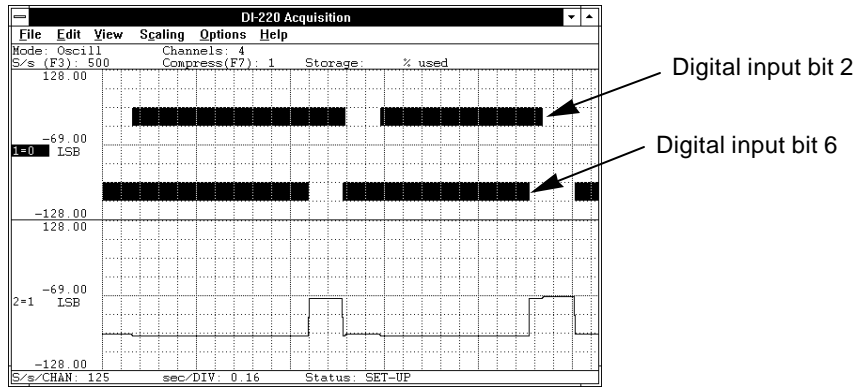 DI-220 Acquisition
File Edit View Scaling Options Help
Mode: Oscill Channels: 4
S/s (F3): 500 Compress(F7): 1 Storage: % used
128.00
Digital input bit 2
-69.00
1=0 LSB
Digital input bit 6
-128.00
128.00
-69.00
2=1 LSB
-128.00
S/s/CHAN: 125 sec/DIV: 0.16 Status: SET-UP